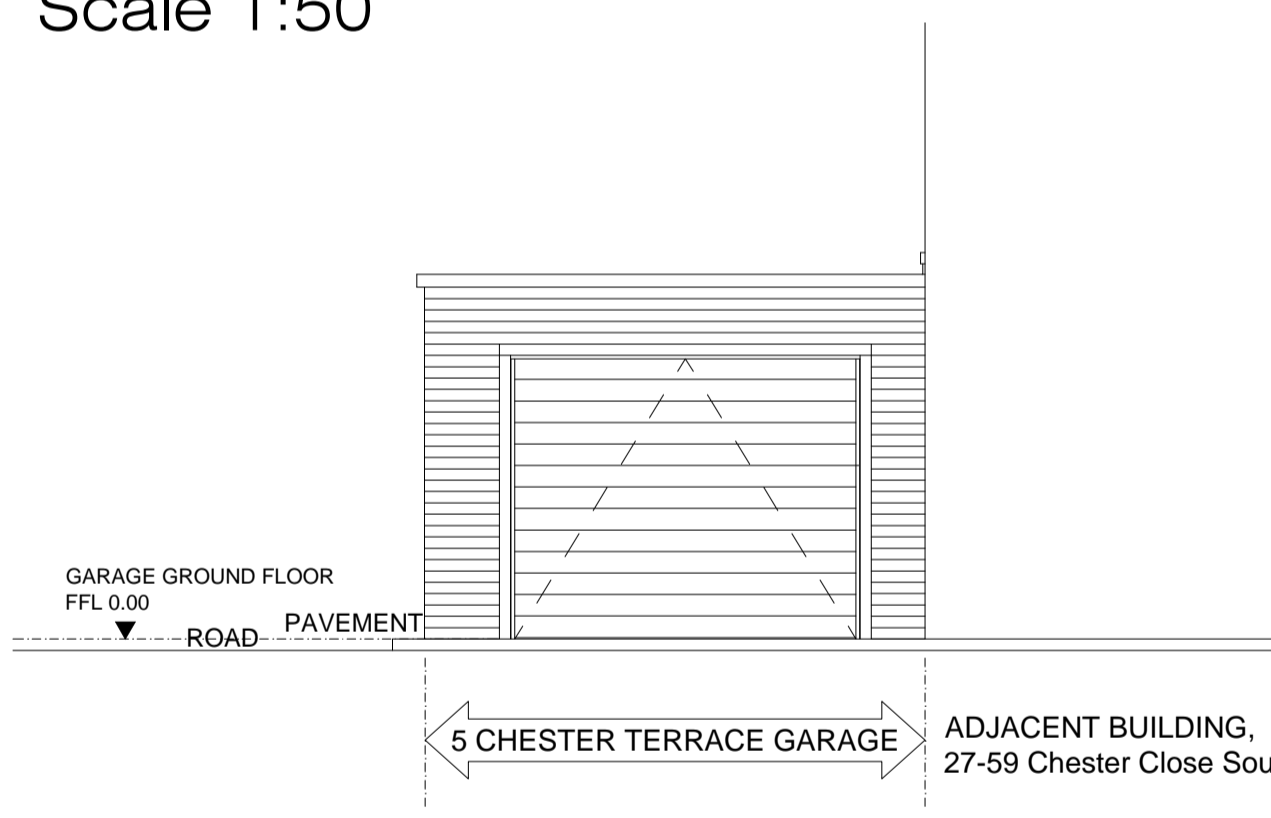 Scale 1:50
GARAGE GROUND FLOOR
FFL 0.00
ROAD
PAVEMENT
5 CHESTER TERRACE GARAGE
ADJACENT BUILDING,
27-59 Chester Close Sou